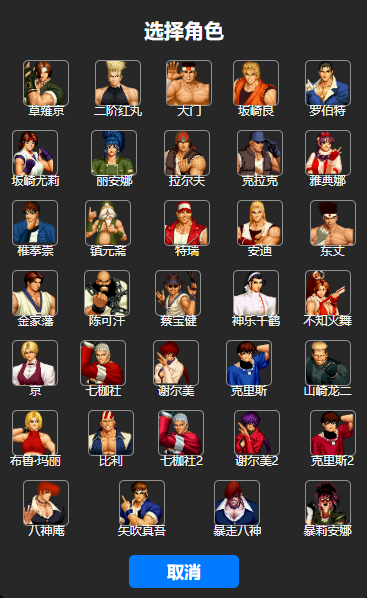 选择角色
草薙京 二阶红丸 大门 坂崎良 罗伯特
坂崎尤莉 丽安娜 拉尔夫 克拉克 雅典娜
椎拳崇 镇元斋 特瑞 安迪 东丈
金家藩 陈可汗 蔡宝健 神乐千鹤 不知火舞
京 七枷社 谢尔美 克里斯 山崎龙二
布鲁·玛丽 比利 七枷社2 谢尔美2 克里斯2
八神庵 矢吹真吾 暴走八神 暴莉安娜
取消